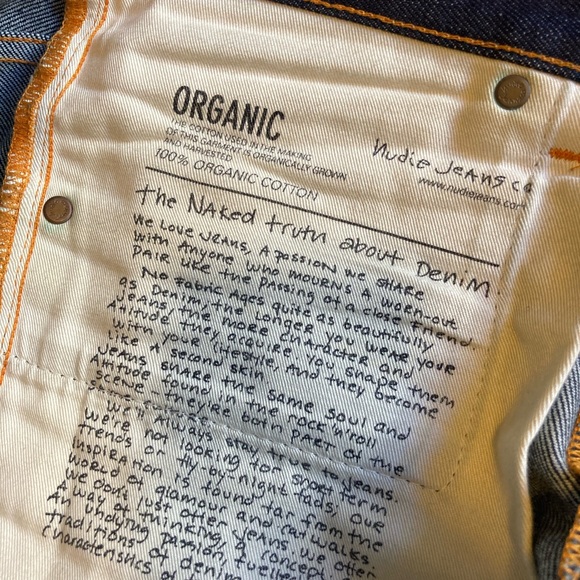 ORGANIC
THE COTTON USED IN THE MAKING
OF THIS GARMENT IS ORGANICALLY GROWN
AND HARVESTED
100% ORGANIC COTTON
Nudie Jeans co
www.nudiejeans.com
the Naked truth about Denim.
We Love Jeans, a passion we share
with anyone who mourns a worn-out
pair like the passing of a close friend.
No fabric ages quite as beautifully
as Denim, the longer you wear your
jeans the more character and
attitude they acquire. You shape them
with your lifestyle, and they become
like a second skin.
Jeans share the same soul and
attitude found in the rock'n'roll
scene, they're both part of the
We'll always stay true to jeans.
We're not looking for short term
trends or fly-by-night fads, Our
inspiration is found far from the
world of glamour and catwalks.
We don't just offer jeans we offer
A way of thinking, a concept,
An undying passion, fuelled
traditions of denim
characteristics of